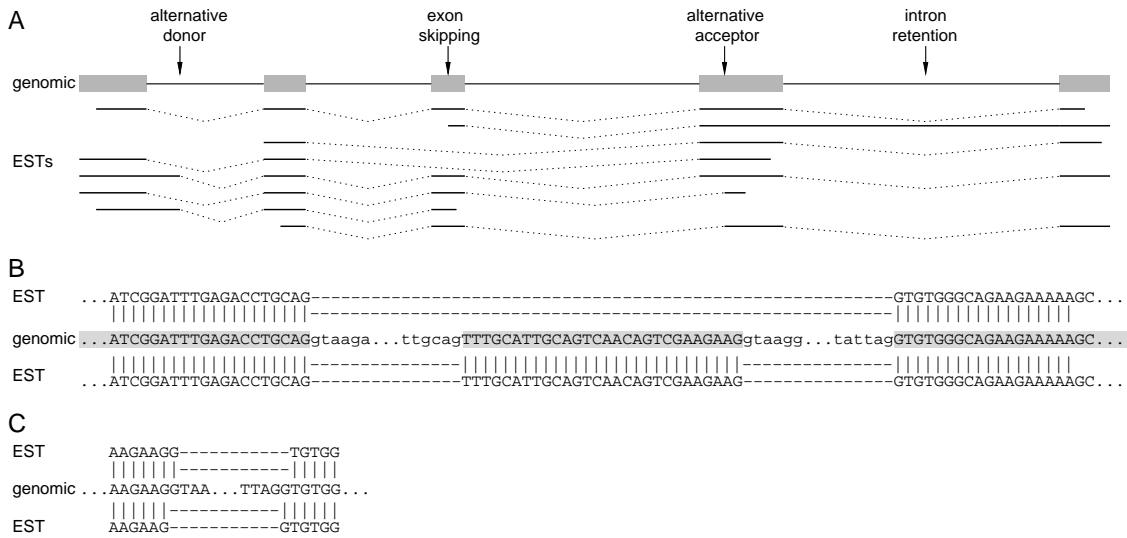 A
alternative donor
exon skipping
alternative acceptor
intron retention
genomic
ESTs
B
EST ...ATCGGATTTGAGACCTGCAG----------------------------------------------------------GTGTGGGCAGAAGAAAAAGC...
genomic ...ATCGGATTTGAGACCTGCAGgtaaga...ttgcagTTTGCATTGCAGTCAACAGTCGAAGAAGgtaagg...tattagGTGTGGGCAGAAGAAAAAGC...
EST ...ATCGGATTTGAGACCTGCAG---------------TTTGCATTGCAGTCAACAGTCGAAGAAG---------------GTGTGGGCAGAAGAAAAAGC...
C
EST AAGAAGG-----------TGTGG
genomic ...AAGAAGGTAA...TTAGGTGTGG...
EST AAGAAG-----------GTGTGG